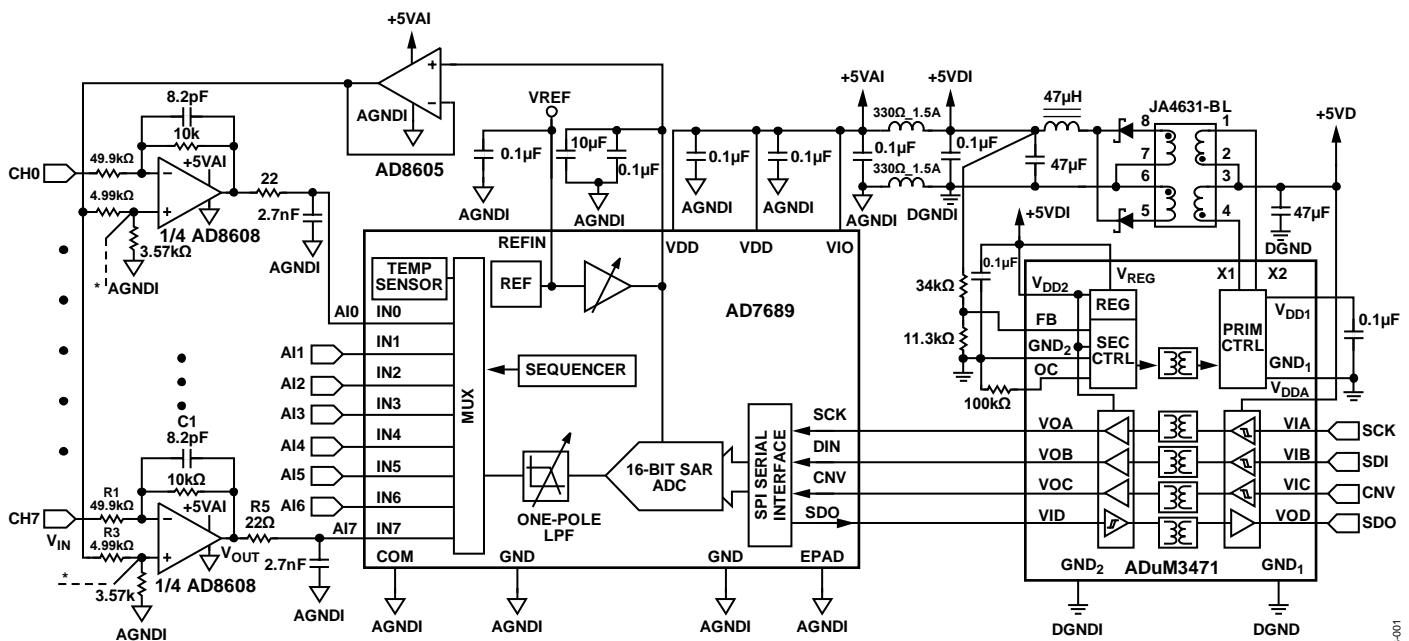 +5VAI
8.2pF
10k
49.9kΩ
+5VAI
CH0
4.99kΩ
22
2.7nF
1/4 AD8608
3.57kΩ
* AGNDI
AGNDI
AGNDI
AD8605
VREF
0.1µF
AGNDI
10µF
0.1µF
AGNDI
+5VAI
+5VDI
330Ω_1.5A
0.1µF
AGNDI
0.1µF
AGNDI
0.1µF
AGNDI
330Ω_1.5A
0.1µF
DGNDI
47µH
47µF
JA4631-BL
8
7
6
5
1
2
3
4
+5VD
47µF
DGND
REFIN
VDD
VDD
VIO
TEMP SENSOR
REF
AD7689
MUX
SEQUENCER
AI0
IN0
AI1
IN1
AI2
IN2
AI3
IN3
AI4
IN4
AI5
IN5
AI6
IN6
AI7
IN7
ONE-POLE LPF
16-BIT SAR ADC
SPI SERIAL INTERFACE
SCK
DIN
CNV
SDO
COM
GND
GND
EPAD
AGNDI
AGNDI
AGNDI
AGNDI
C1
8.2pF
10kΩ
R1
49.9kΩ
+5VAI
CH7
VIN
R3
4.99kΩ
VOUT
R5
22Ω
2.7nF
*
3.57k
1/4 AD8608
AGNDI
AGNDI
+5VDI
0.1µF
34kΩ
11.3kΩ
100kΩ
VDD2
VREG
X1
X2
REG
FB
GND2
SEC CTRL
OC
PRIM CTRL
VDD1
GND1
VDDA
0.1µF
VOA
VIA
SCK
VOB
VIB
SDI
VOC
VIC
CNV
VID
VOD
SDO
GND2
ADuM3471
GND1
DGNDI
DGND
-001